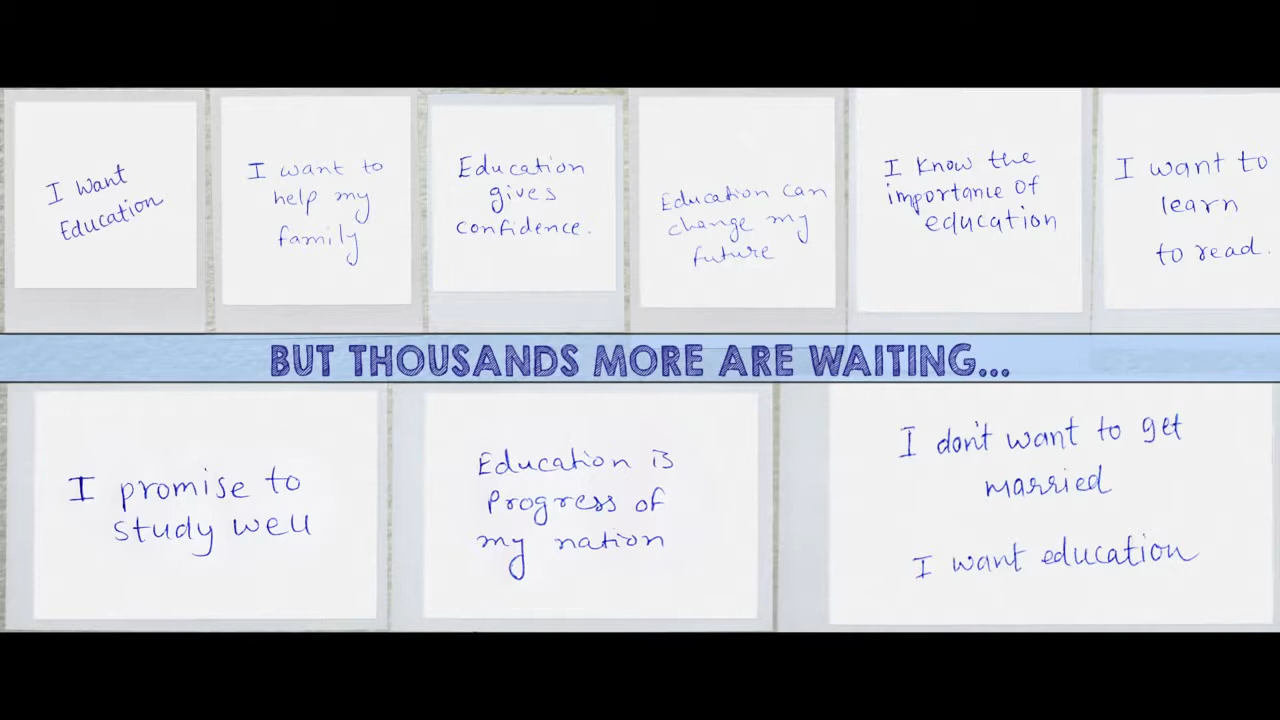 I want
Education
I want to
help my
family
Education
gives
confidence.
Education can
change my
future
I know the
importance of
education
I want to
learn
to read.
BUT THOUSANDS MORE ARE WAITING...
I promise to
study well
Education is
Progress of
my nation
I don't want to get
married
I want education